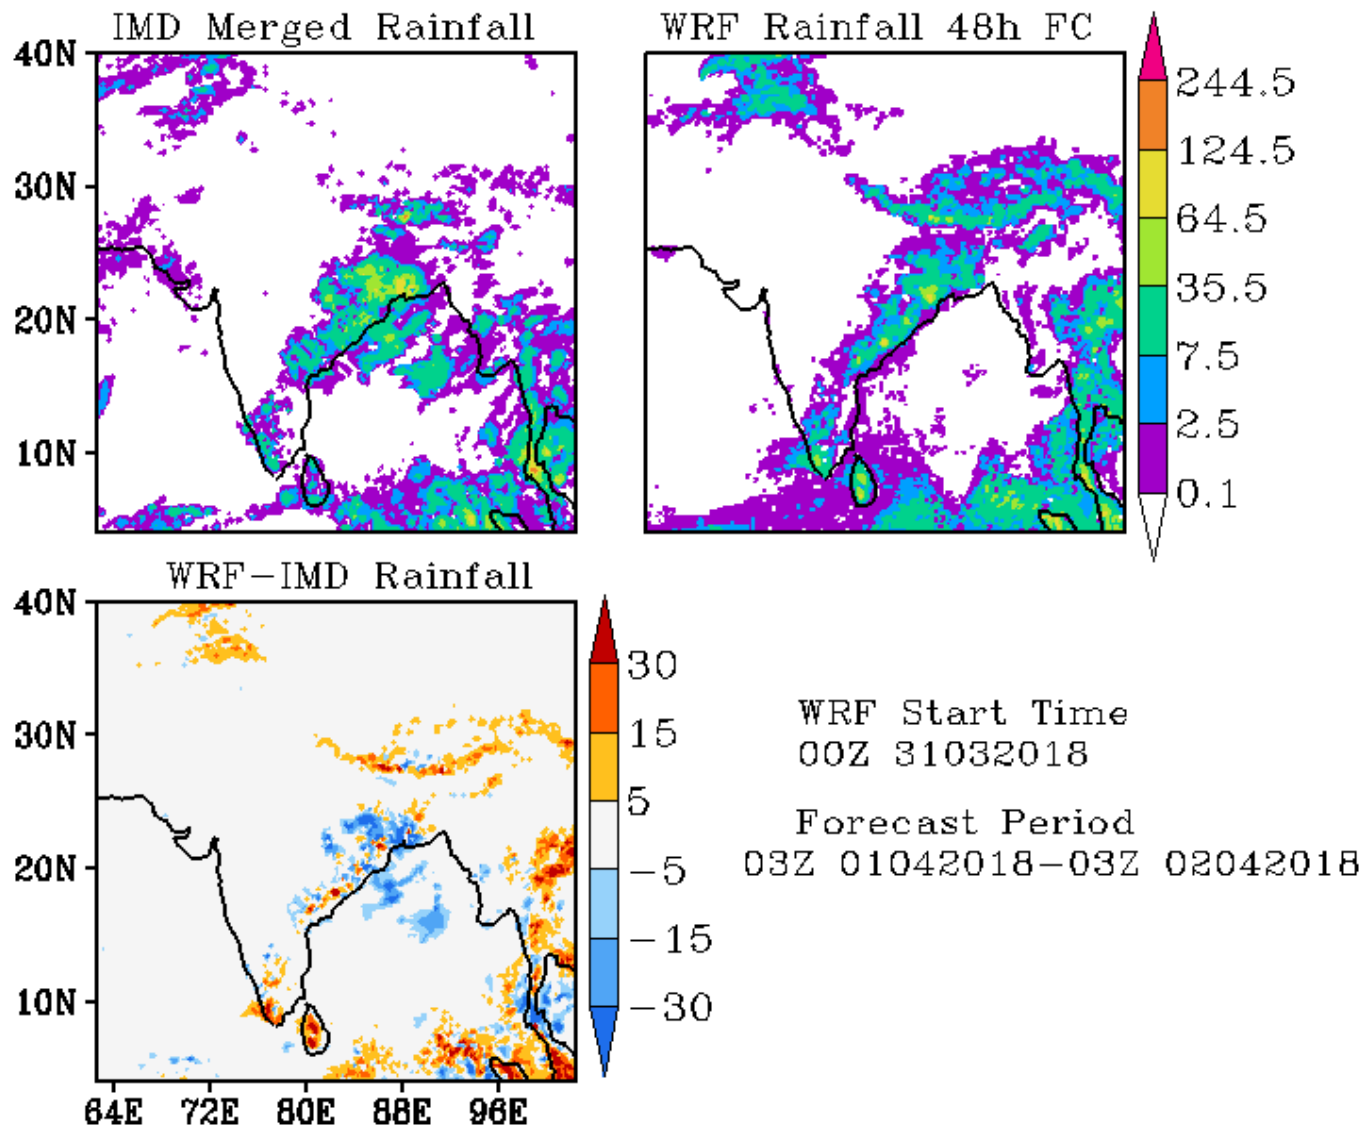 IMD Merged Rainfall
WRF Rainfall 48h FC
40N
30N
20N
10N
244.5
124.5
64.5
35.5
7.5
2.5
0.1
WRF-IMD Rainfall
40N
30N
20N
10N
64E 72E 80E 88E 96E
30
15
5
-5
-15
-30
WRF Start Time
00Z 31032018
Forecast Period
03Z 01042018-03Z 02042018